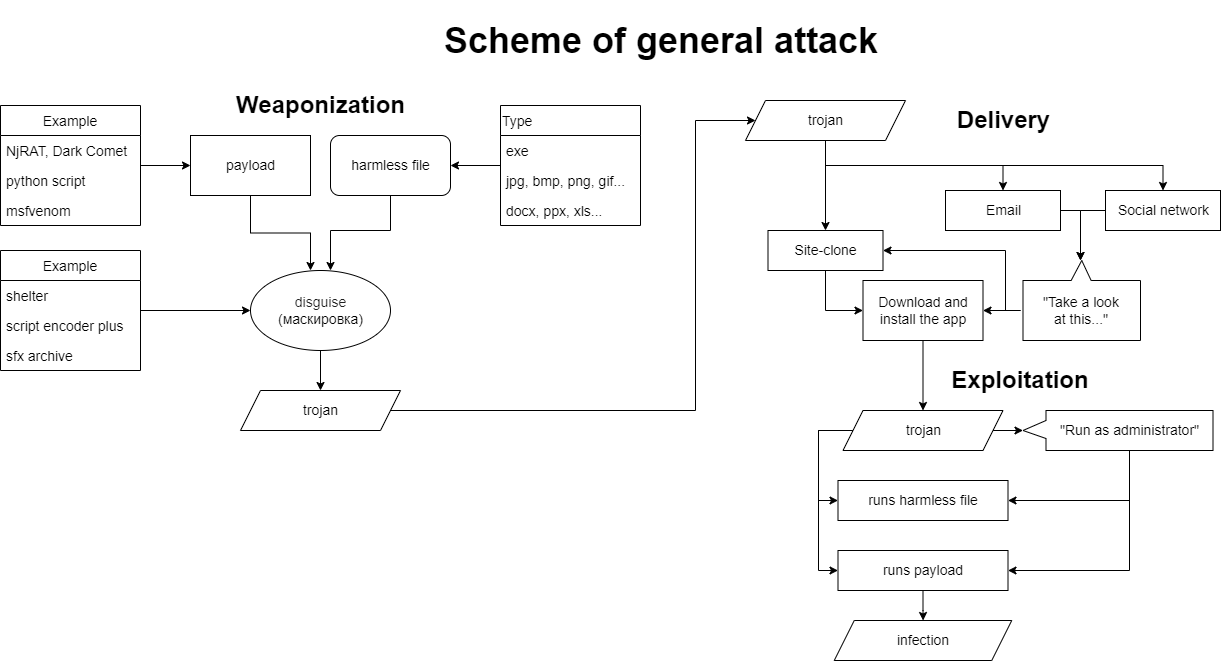 Scheme of general attack
Weaponization
Example
NjRAT, Dark Comet
python script
msfvenom
payload
harmless file
Type
exe
jpg, bmp, png, gif...
docx, ppx, xls...
Example
shelter
script encoder plus
sfx archive
disguise
(маскировка)
trojan
trojan
Delivery
Email
Social network
Site-clone
Download and
install the app
"Take a look
at this..."
Exploitation
trojan
"Run as administrator"
runs harmless file
runs payload
infection